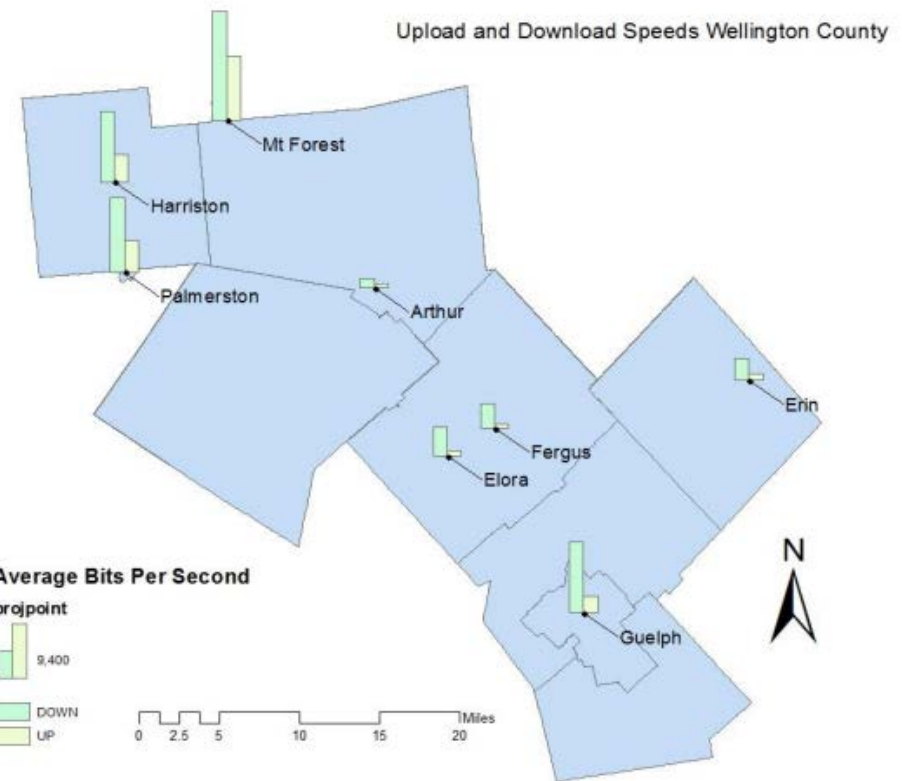 Upload and Download Speeds Wellington County
Mt Forest
Harriston
Palmerston
Arthur
Erin
Fergus
Elora
Guelph
N
Average Bits Per Second
projpoint
9,400
DOWN
UP
Miles
0 2.5 5 10 15 20